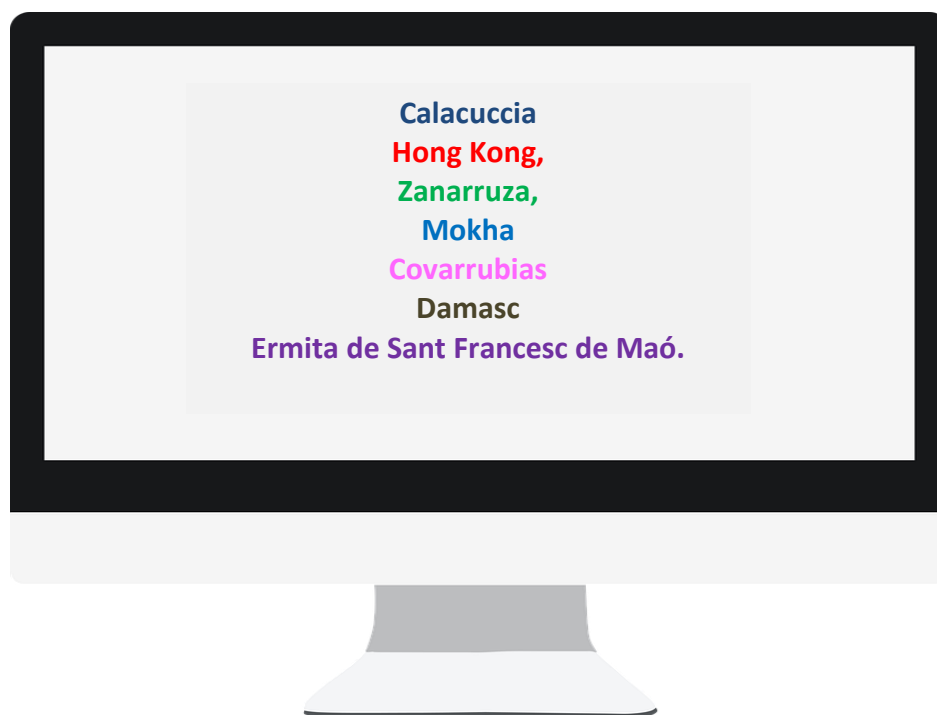 Calacuccia
Hong Kong,
Zanarruza,
Mokha
Covarrubias
Damasc
Ermita de Sant Francesc de Maó.